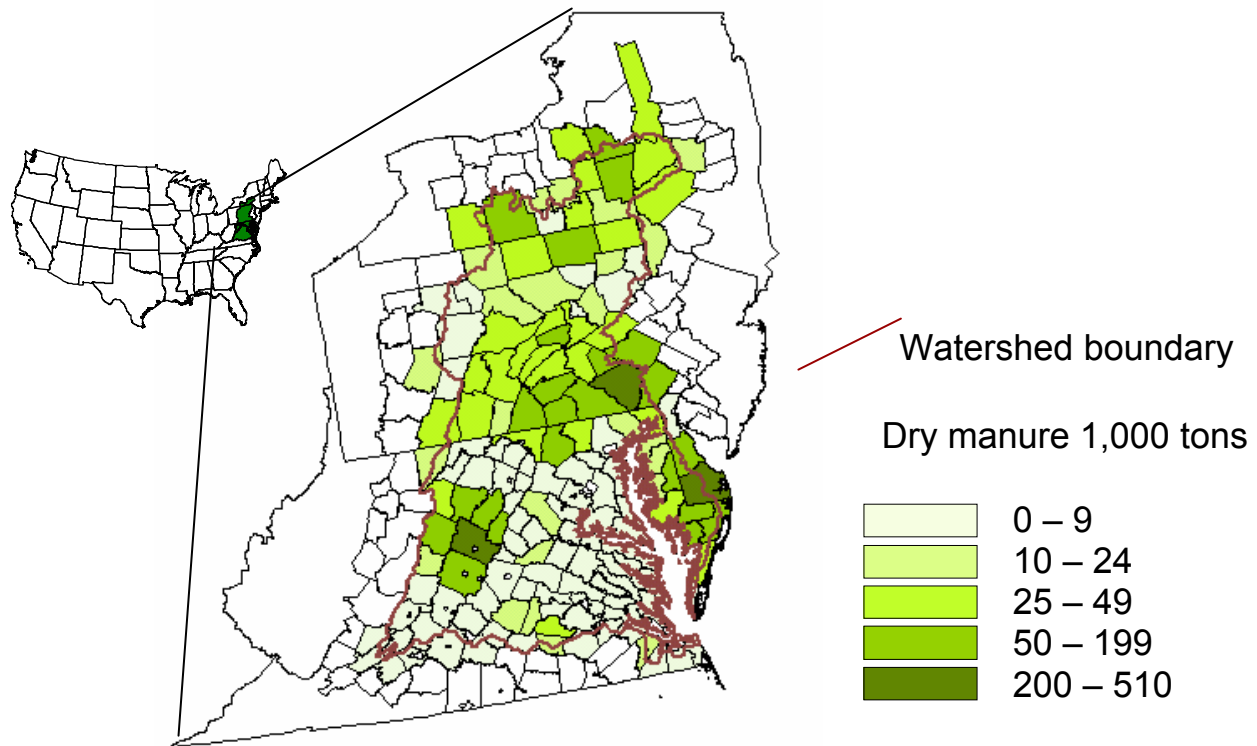 Watershed boundary
Dry manure 1,000 tons
0 – 9
10 – 24
25 – 49
50 – 199
200 – 510